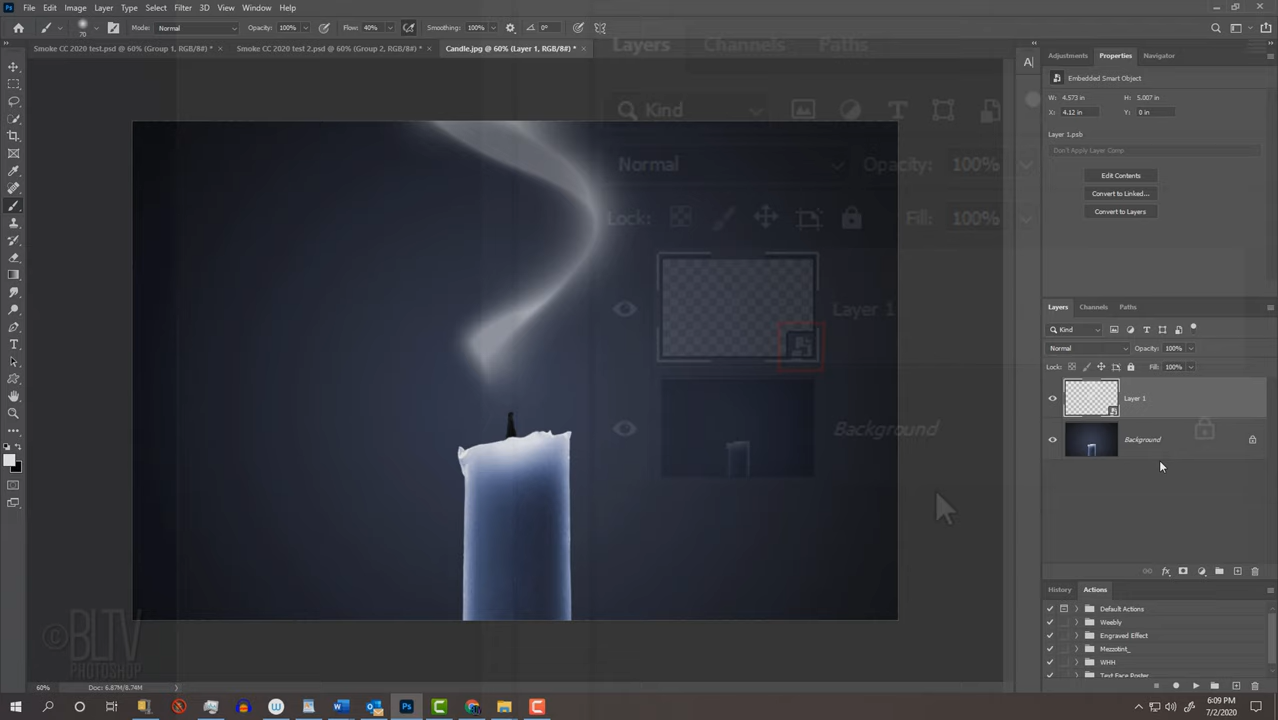 File Edit Image Layer Type Select Filter 3D View Window Help
Mode: Normal Opacity: 100% Flow: 40% Smoothing: 100% 0°
70
Smoke CC 2020 test.psd @ 60% (Group 1, RGB/8#) * × Smoke CC 2020 test 2.psd @ 60% (Group 2, RGB/8#) * × Candle.jpg @ 60% (Layer 1, RGB/8#) * ×
Layers Channels Paths
Kind
Normal Opacity: 100%
Lock: Fill: 100%
Layer 1
Background
Adjustments Properties Navigator
Embedded Smart Object
W: 4.573 in H: 5.007 in
X: 4.12 in Y: 0 in
Layer 1.psb
Don't Apply Layer Comp
Edit Contents
Convert to Linked...
Convert to Layers
Layers Channels Paths
Kind
Normal Opacity: 100%
Lock: Fill: 100%
Layer 1
Background
fx
History Actions
Default Actions
Weebly
Engraved Effect
Mezzotint_
WHH
Text Face Poster
©BLTV
PHOTOSHOP
60% Doc: 6.87M/8.74M
6:09 PM
7/2/2020